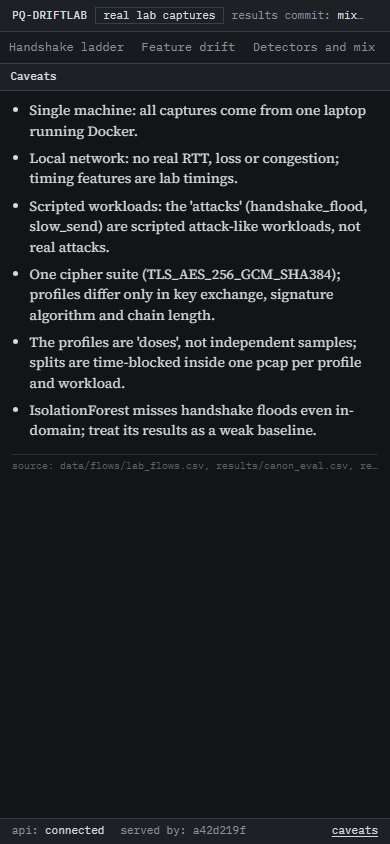 PQ-DRIFTLAB real lab captures results commit: mix…
Handshake ladder Feature drift Detectors and mix
Caveats
• Single machine: all captures come from one laptop
running Docker.
• Local network: no real RTT, loss or congestion;
timing features are lab timings.
• Scripted workloads: the 'attacks' (handshake_flood,
slow_send) are scripted attack-like workloads, not
real attacks.
• One cipher suite (TLS_AES_256_GCM_SHA384);
profiles differ only in key exchange, signature
algorithm and chain length.
• The profiles are 'doses', not independent samples;
splits are time-blocked inside one pcap per profile
and workload.
• IsolationForest misses handshake floods even in-
domain; treat its results as a weak baseline.
source: data/flows/lab_flows.csv, results/canon_eval.csv, re…
api: connected served by: a42d219f caveats